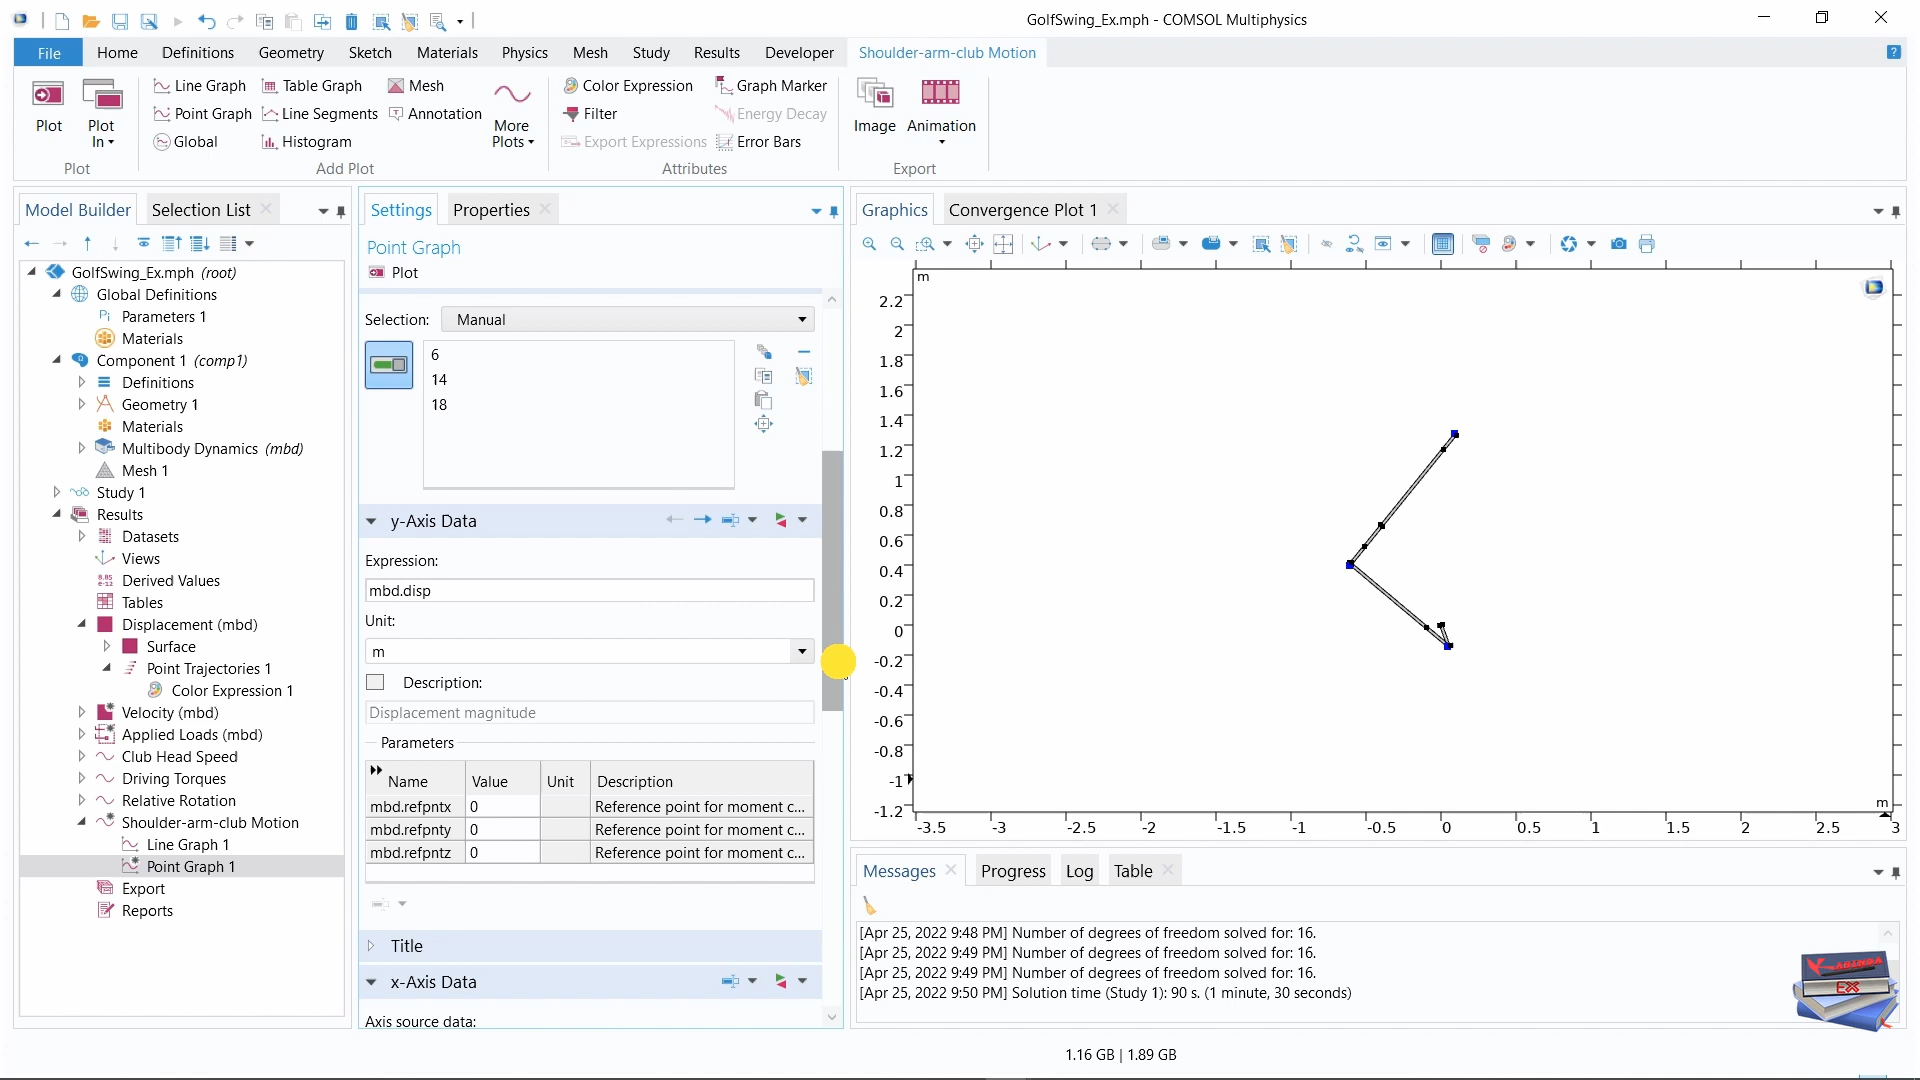 GolfSwing_Ex.mph - COMSOL Multiphysics
File Home Definitions Geometry Sketch Materials Physics Mesh Study Results Developer Shoulder-arm-club Motion
Plot
Plot In
Plot
Line Graph Table Graph Mesh
Point Graph Line Segments Annotation
Global Histogram
More Plots
Add Plot
Color Expression Graph Marker
Filter Energy Decay
Export Expressions Error Bars
Attributes
Image Animation
Export
Model Builder Selection List
GolfSwing_Ex.mph (root)
Global Definitions
Pi Parameters 1
Materials
Component 1 (comp1)
Definitions
Geometry 1
Materials
Multibody Dynamics (mbd)
Mesh 1
Study 1
Results
Datasets
Views
8.85 e-12 Derived Values
Tables
Displacement (mbd)
Surface
Point Trajectories 1
Color Expression 1
Velocity (mbd)
Applied Loads (mbd)
Club Head Speed
Driving Torques
Relative Rotation
Shoulder-arm-club Motion
Line Graph 1
Point Graph 1
Export
Reports
Settings Properties
Point Graph
Plot
Selection: Manual
6
14
18
y-Axis Data
Expression:
mbd.disp
Unit:
m
Description:
Displacement magnitude
Parameters
Name Value Unit Description
mbd.refpntx 0 Reference point for moment c...
mbd.refpnty 0 Reference point for moment c...
mbd.refpntz 0 Reference point for moment c...
Title
x-Axis Data
Axis source data:
Graphics Convergence Plot 1
m
2.2
2
1.8
1.6
1.4
1.2
1
0.8
0.6
0.4
0.2
0
-0.2
-0.4
-0.6
-0.8
-1
-1.2
m
-3.5 -3 -2.5 -2 -1.5 -1 -0.5 0 0.5 1 1.5 2 2.5 3
Messages Progress Log Table
[Apr 25, 2022 9:48 PM] Number of degrees of freedom solved for: 16.
[Apr 25, 2022 9:49 PM] Number of degrees of freedom solved for: 16.
[Apr 25, 2022 9:49 PM] Number of degrees of freedom solved for: 16.
[Apr 25, 2022 9:50 PM] Solution time (Study 1): 90 s. (1 minute, 30 seconds)
EX
1.16 GB | 1.89 GB